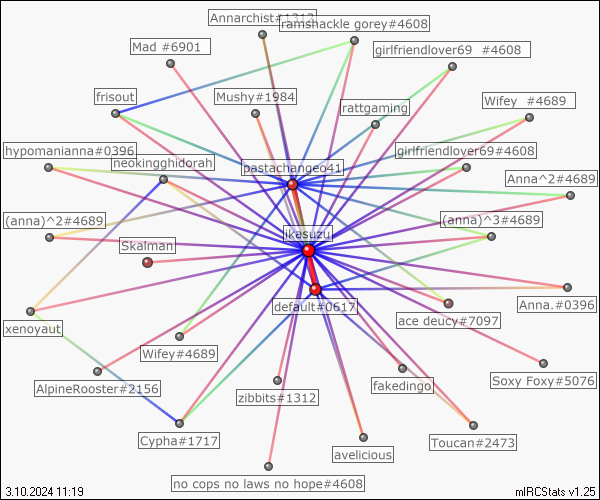 Annarchist#1312
ramshackle gorey#4608
Mad #6901
girlfriendlover69 #4608
frisout
Mushy#1984
rattgaming
Wifey #4689
hypomanianna#0396
neokingghidorah
pastachangeo41
girlfriendlover69#4608
Anna^2#4689
(anna)^2#4689
(anna)^3#4689
jikasuzu
Skalman
default#0617
Anna.#0396
xenoyaut
ace deucy#7097
Wifey#4689
AlpineRooster#2156
fakedingo
Soxy Foxy#5076
zibbits#1312
Cypha#1717
avelicious
Toucan#2473
no cops no laws no hope#4608
3.10.2024 11:19
mIRCStats v1.25